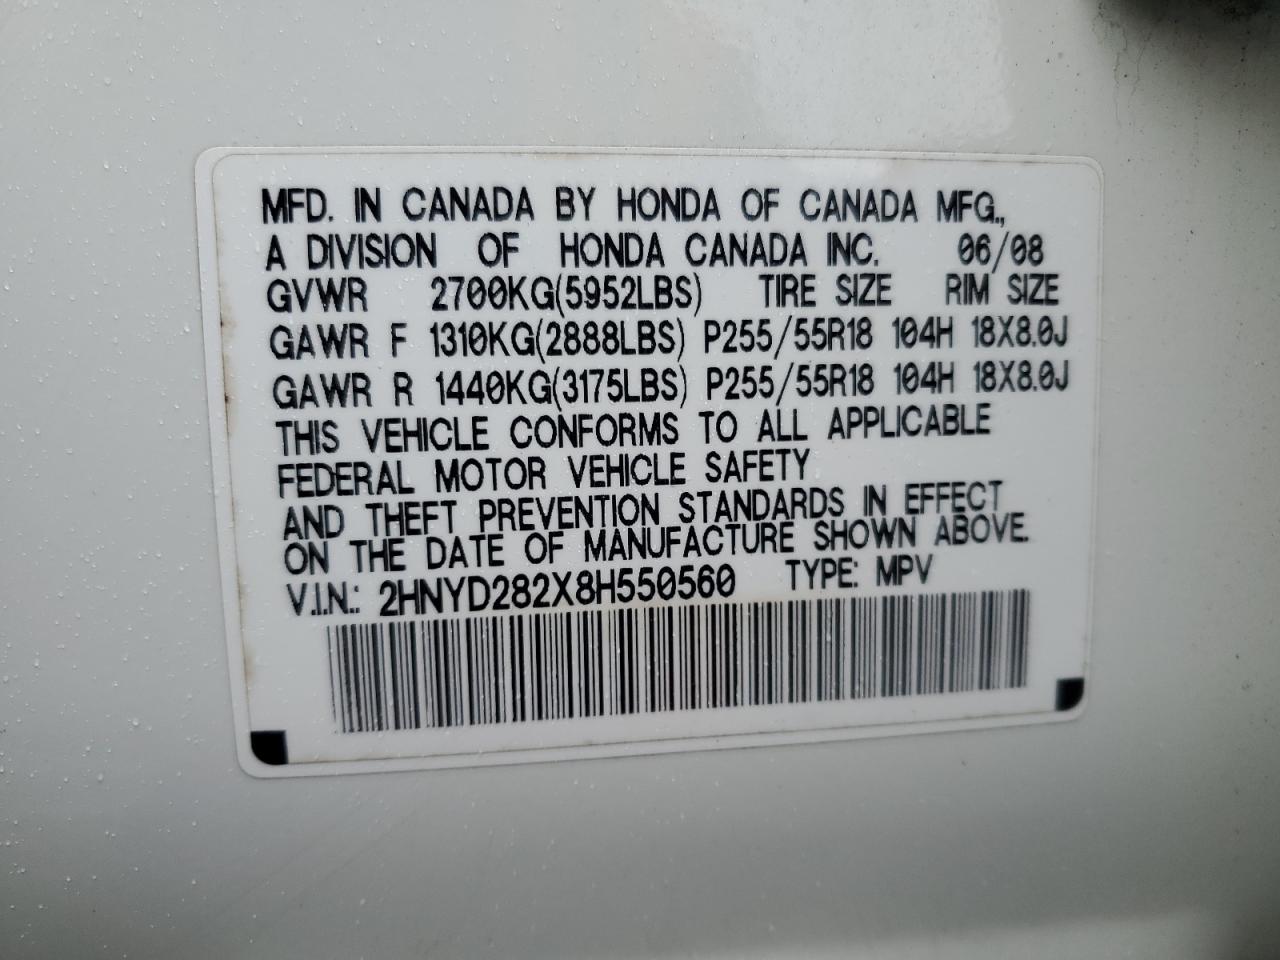 MFD. IN CANADA BY HONDA OF CANADA MFG.,
A DIVISION OF HONDA CANADA INC. 06/08
GVWR 2700KG(5952LBS) TIRE SIZE RIM SIZE
GAWR F 1310KG(2888LBS) P255/55R18 104H 18X8.0J
GAWR R 1440KG(3175LBS) P255/55R18 104H 18X8.0J
THIS VEHICLE CONFORMS TO ALL APPLICABLE
FEDERAL MOTOR VEHICLE SAFETY
AND THEFT PREVENTION STANDARDS IN EFFECT
ON THE DATE OF MANUFACTURE SHOWN ABOVE.
V.I.N.: 2HNYD282X8H550560 TYPE: MPV